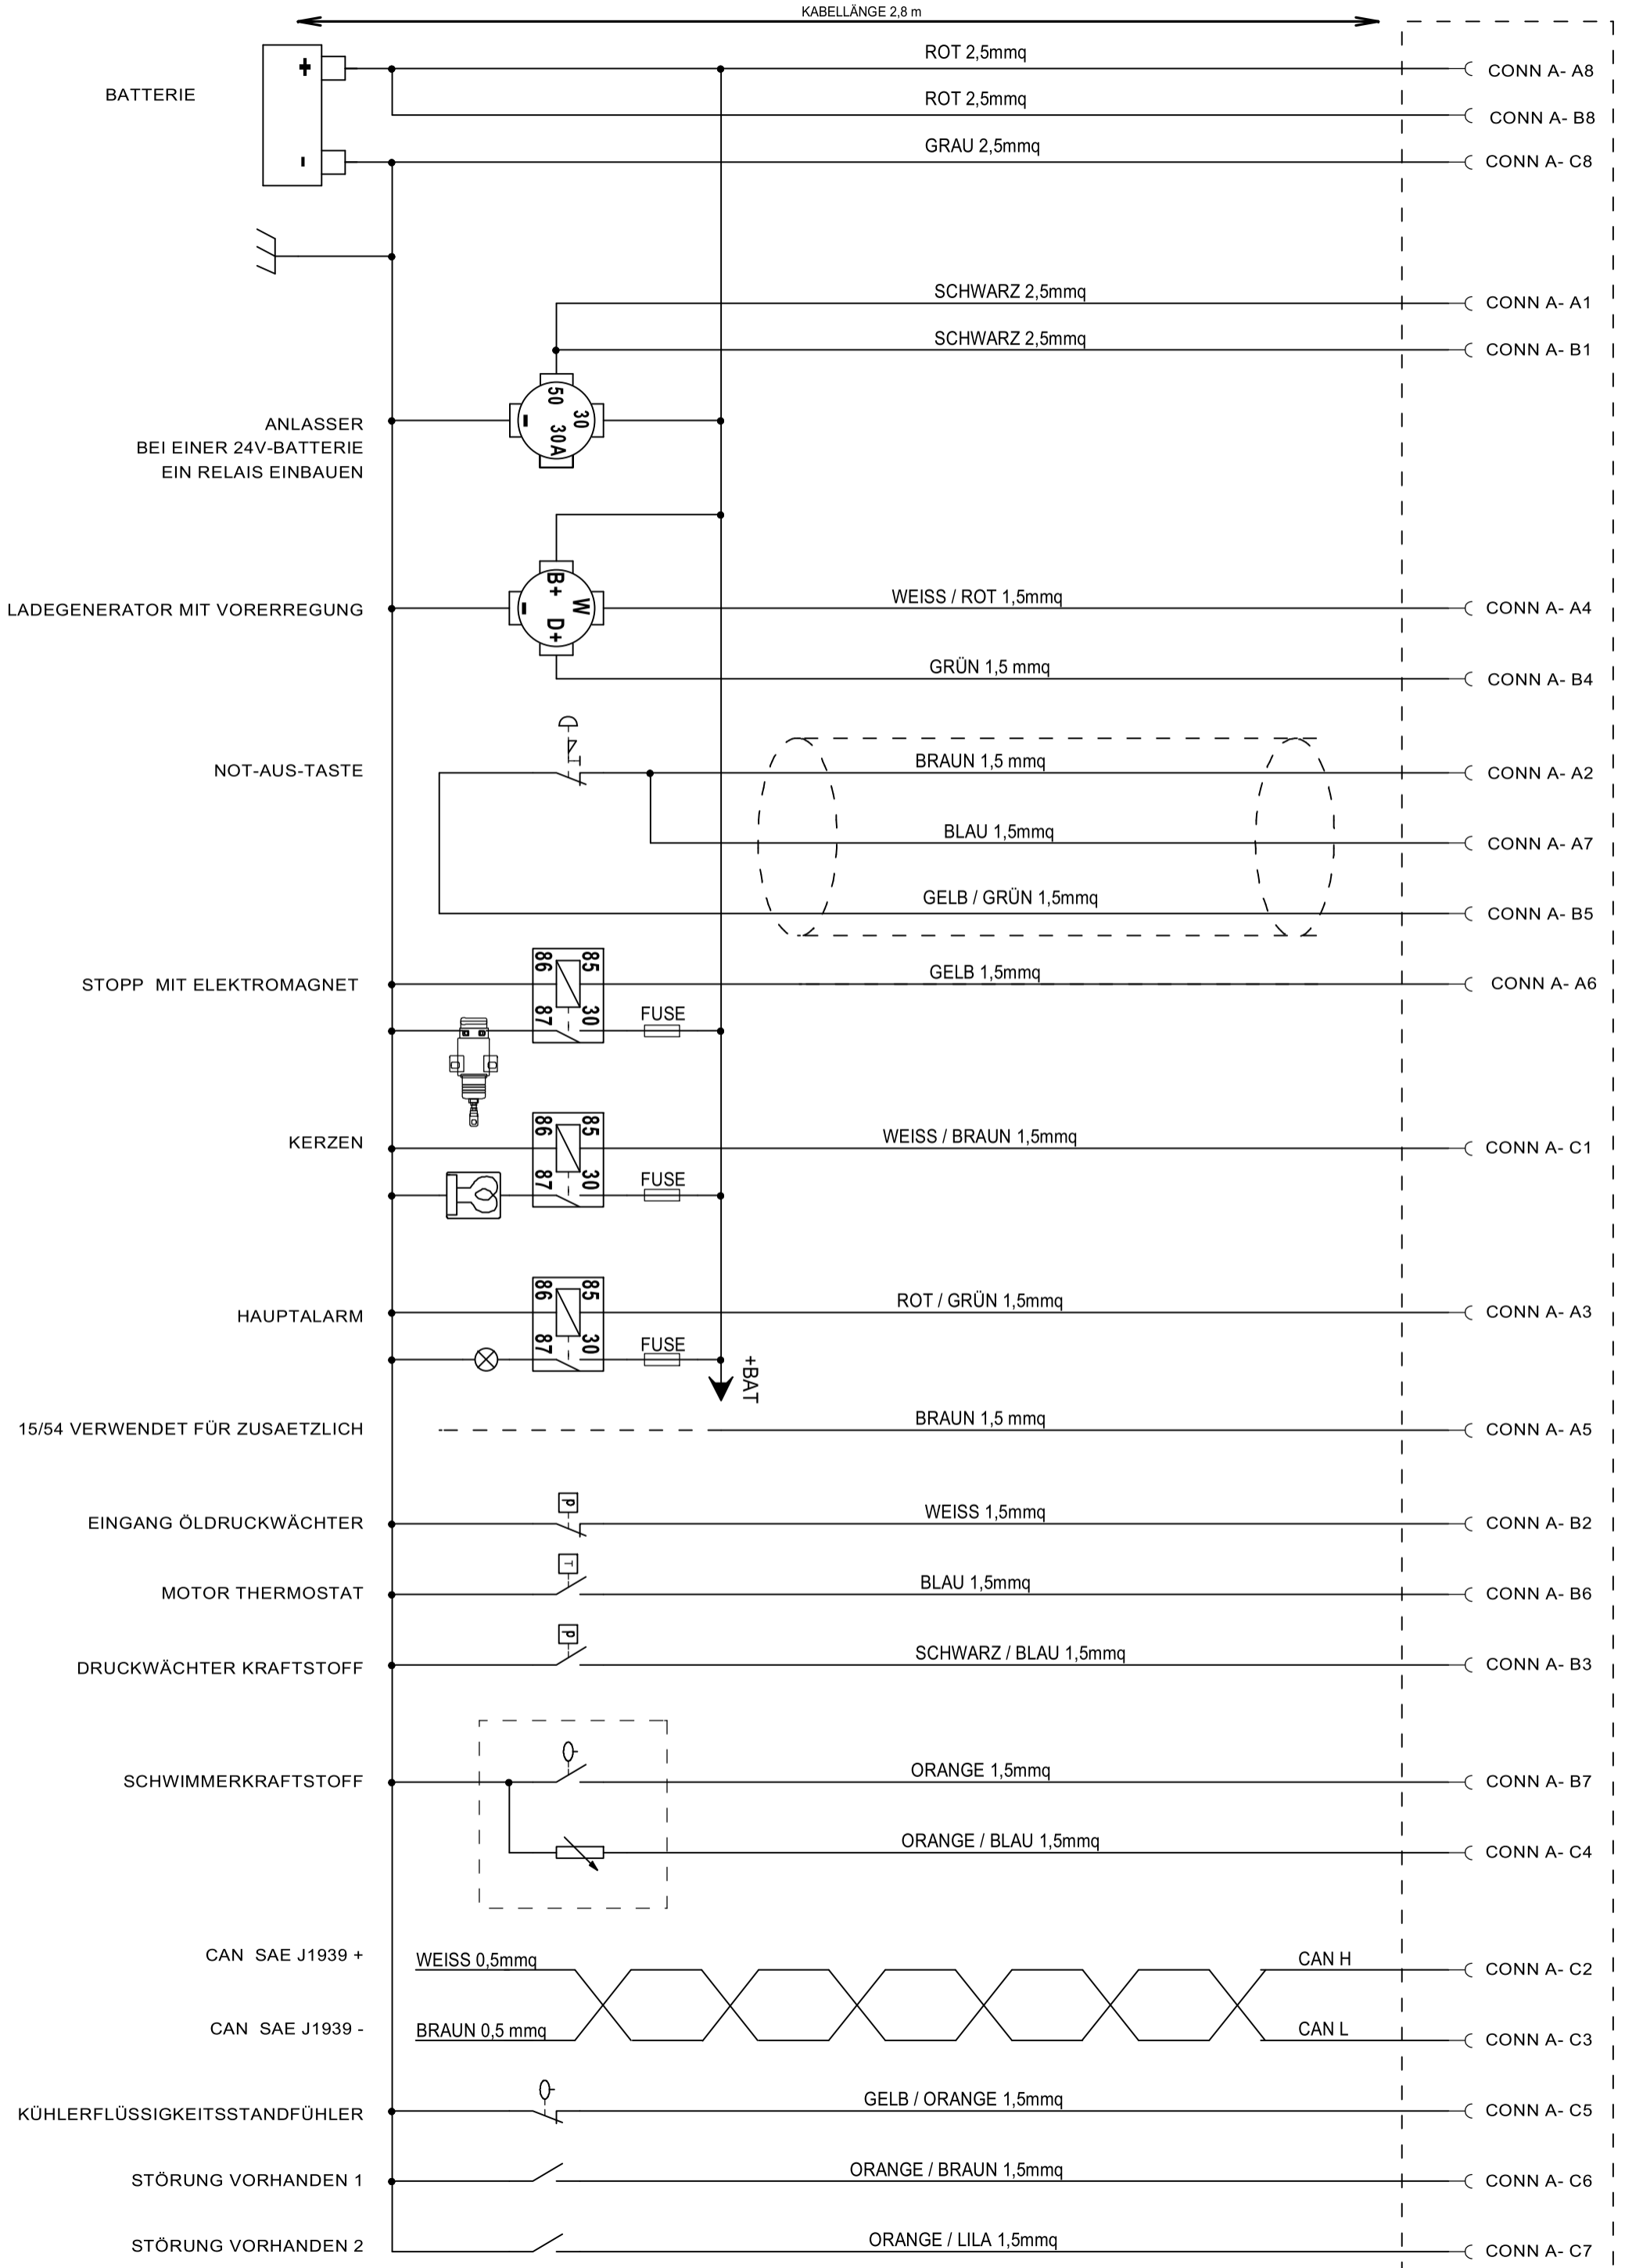 KABELLÄNGE 2,8 m
BATTERIE
+
-
ROT 2,5mmq
CONN A- A8
ROT 2,5mmq
CONN A- B8
GRAU 2,5mmq
CONN A- C8
SCHWARZ 2,5mmq
CONN A- A1
SCHWARZ 2,5mmq
CONN A- B1
ANLASSER
BEI EINER 24V-BATTERIE
EIN RELAIS EINBAUEN
50
30
-
30A
LADEGENERATOR MIT VORERREGUNG
B+
W
-
D+
WEISS / ROT 1,5mmq
CONN A- A4
GRÜN 1,5 mmq
CONN A- B4
NOT-AUS-TASTE
BRAUN 1,5 mmq
CONN A- A2
BLAU 1,5mmq
CONN A- A7
GELB / GRÜN 1,5mmq
CONN A- B5
STOPP  MIT ELEKTROMAGNET
86
85
87
30
FUSE
GELB 1,5mmq
CONN A- A6
KERZEN
86
85
87
30
FUSE
WEISS / BRAUN 1,5mmq
CONN A- C1
HAUPTALARM
86
85
87
30
FUSE
ROT / GRÜN 1,5mmq
CONN A- A3
+BAT
15/54 VERWENDET FÜR ZUSAETZLICH
BRAUN 1,5 mmq
CONN A- A5
EINGANG ÖLDRUCKWÄCHTER
P
WEISS 1,5mmq
CONN A- B2
MOTOR THERMOSTAT
T
BLAU 1,5mmq
CONN A- B6
DRUCKWÄCHTER KRAFTSTOFF
P
SCHWARZ / BLAU 1,5mmq
CONN A- B3
SCHWIMMERKRAFTSTOFF
ORANGE 1,5mmq
CONN A- B7
ORANGE / BLAU 1,5mmq
CONN A- C4
CAN  SAE J1939 +
WEISS 0,5mmq
CAN H
CONN A- C2
CAN  SAE J1939 -
BRAUN 0,5 mmq
CAN L
CONN A- C3
KÜHLERFLÜSSIGKEITSSTANDFÜHLER
GELB / ORANGE 1,5mmq
CONN A- C5
STÖRUNG VORHANDEN 1
ORANGE / BRAUN 1,5mmq
CONN A- C6
STÖRUNG VORHANDEN 2
ORANGE / LILA 1,5mmq
CONN A- C7